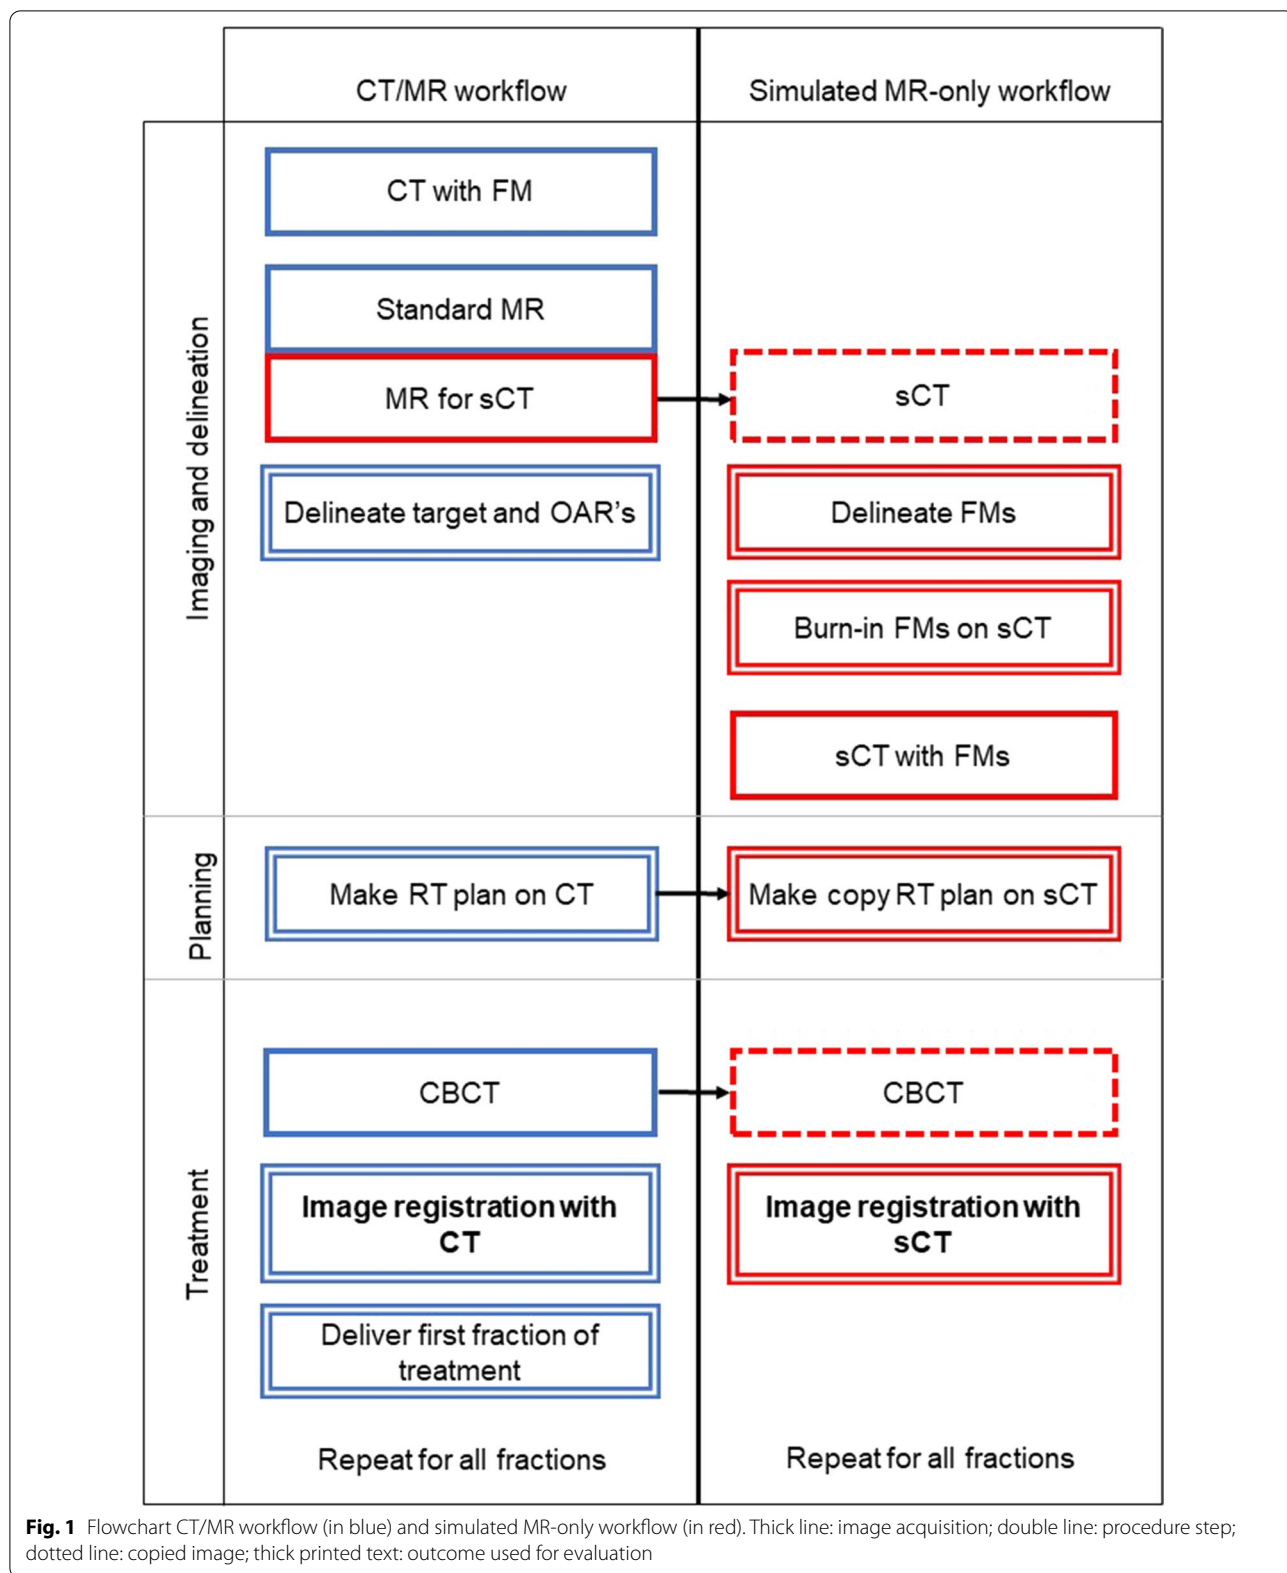 CT/MR workflow
Simulated MR-only workflow
Imaging and delineation
CT with FM
Standard MR
MR for sCT
sCT
Delineate target and OAR's
Delineate FMs
Burn-in FMs on sCT
sCT with FMs
Planning
Make RT plan on CT
Make copy RT plan on sCT
Treatment
CBCT
CBCT
Image registration with
CT
Image registration with
sCT
Deliver first fraction of
treatment
Repeat for all fractions
Repeat for all fractions
Fig. 1 Flowchart CT/MR workflow (in blue) and simulated MR-only workflow (in red). Thick line: image acquisition; double line: procedure step;
dotted line: copied image; thick printed text: outcome used for evaluation